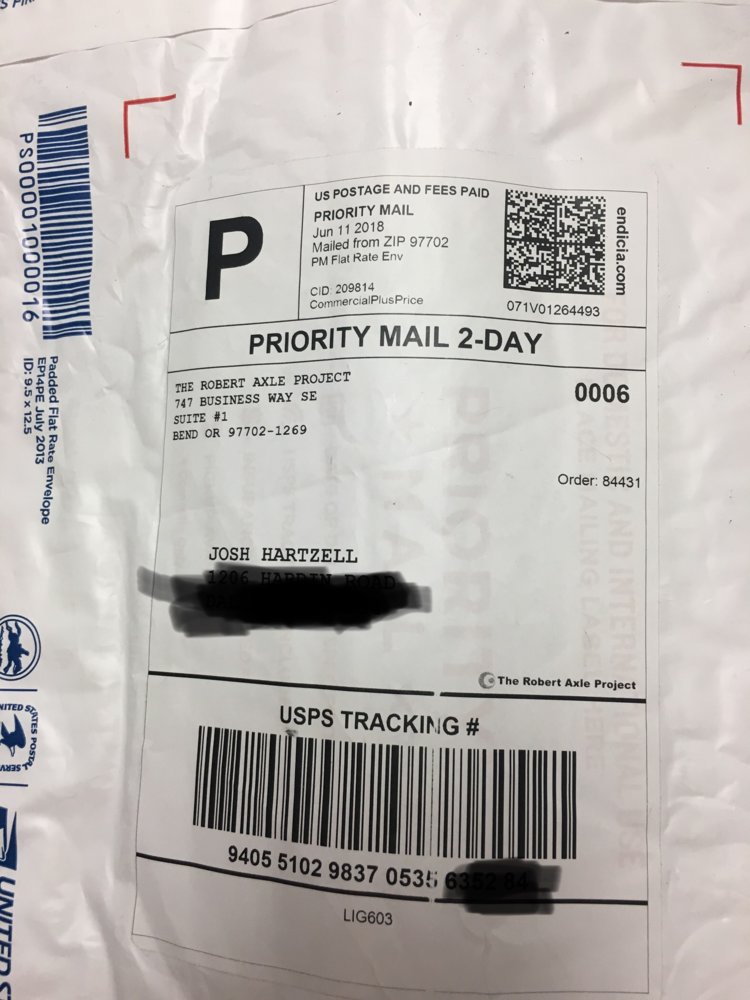 P
US POSTAGE AND FEES PAID
PRIORITY MAIL
Jun 11 2018
Mailed from ZIP 97702
PM Flat Rate Env
CID: 209814
CommercialPlusPrice
071V01264493
endicia.com
PRIORITY MAIL 2-DAY
THE ROBERT AXLE PROJECT
747 BUSINESS WAY SE
SUITE #1
BEND OR 97702-1269
0006
Order: 84431
JOSH HARTZELL
The Robert Axle Project
USPS TRACKING #
9405 5102 9837 0535
LIG603
PS00001000016
Padded Flat Rate Envelope
EP14PE July 2013
ID: 9.5 x 12.5
UNITED STATES